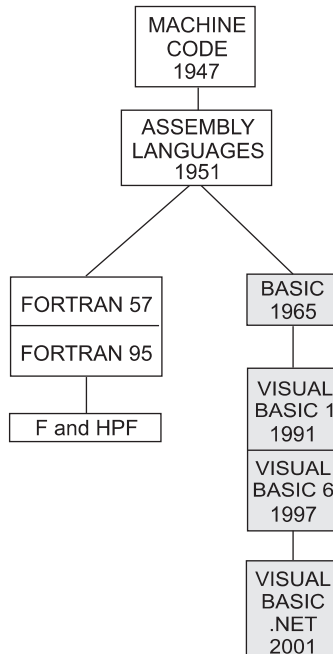 MACHINE
CODE
1947
ASSEMBLY
LANGUAGES
1951
FORTRAN 57
FORTRAN 95
F and HPF
BASIC
1965
VISUAL
BASIC 1
1991
VISUAL
BASIC 6
1997
VISUAL
BASIC
.NET
2001